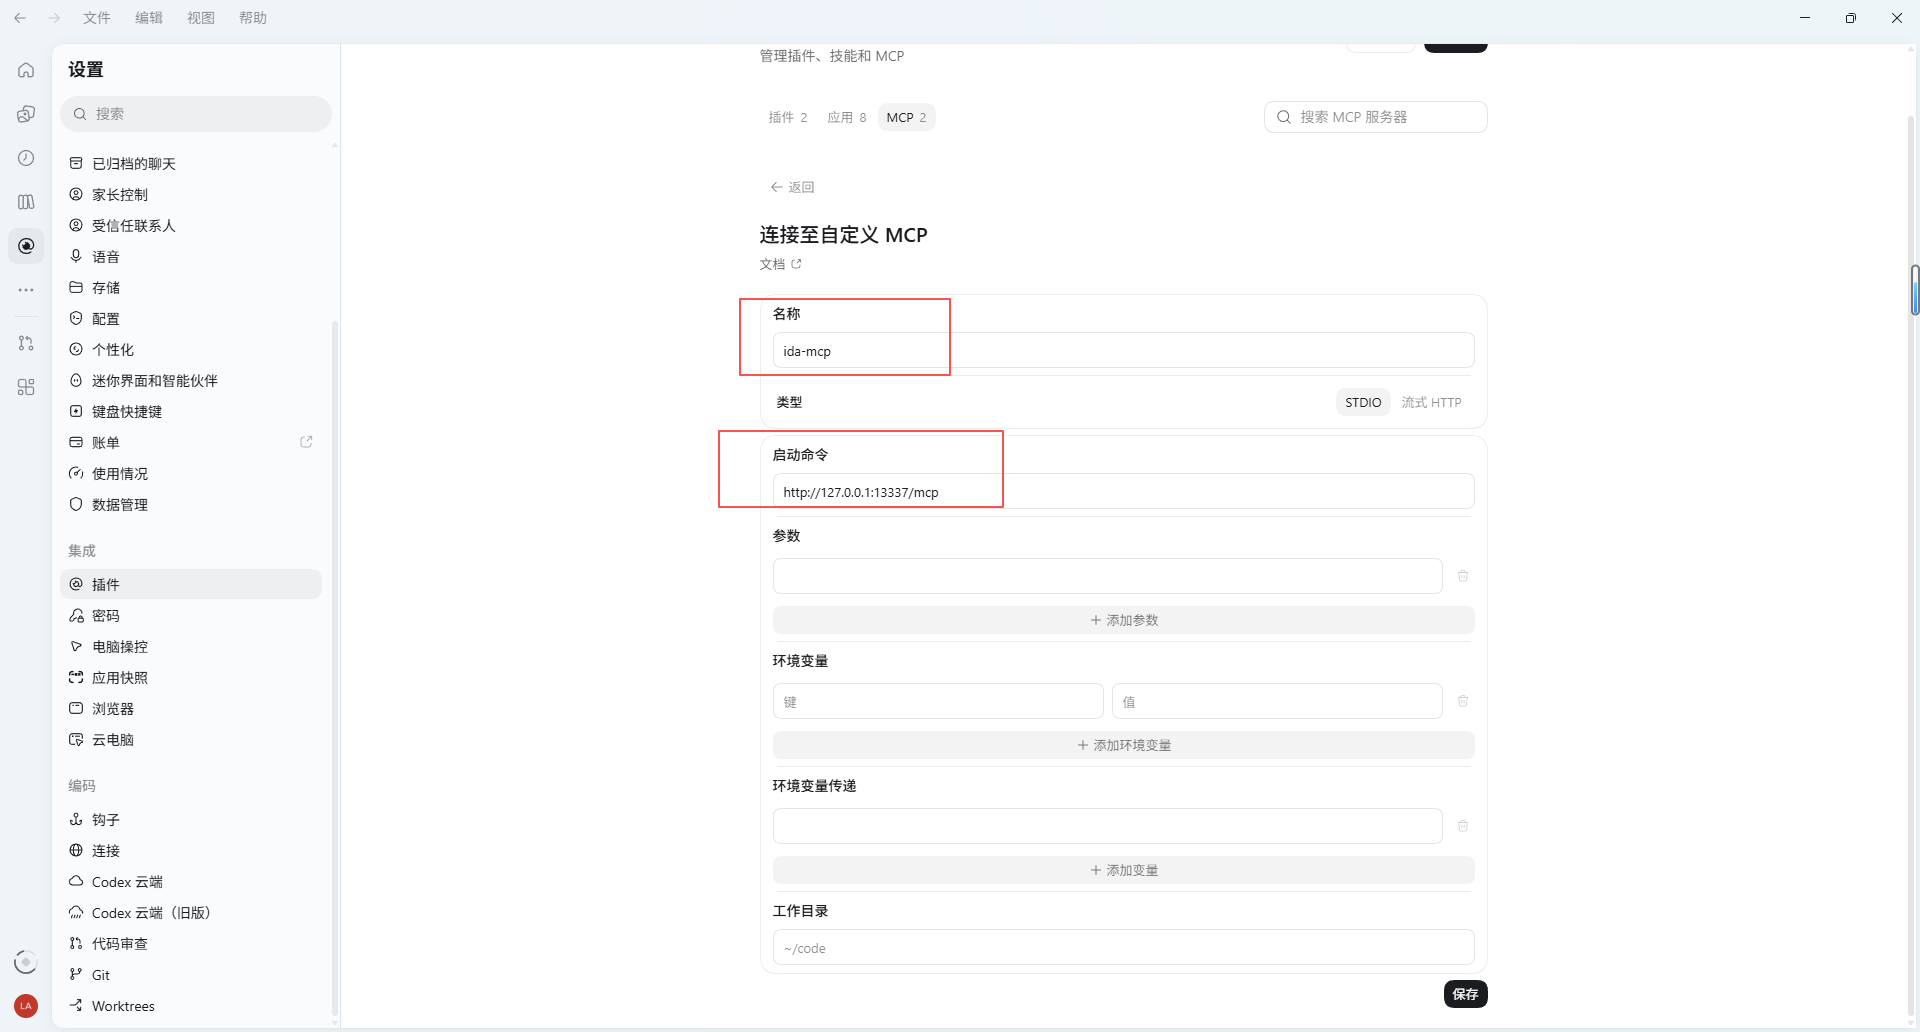 文件 编辑 视图 帮助
设置
搜索
已归档的聊天
家长控制
受信任联系人
语音
存储
配置
个性化
迷你界面和智能伙伴
键盘快捷键
账单
使用情况
数据管理
集成
插件
密码
电脑操控
应用快照
浏览器
云电脑
编码
钩子
连接
Codex 云端
Codex 云端（旧版）
代码审查
Git
Worktrees
LA
管理插件、技能和 MCP
插件 2 应用 8 MCP 2
搜索 MCP 服务器
返回
连接至自定义 MCP
文档
名称
ida-mcp
类型 STDIO 流式 HTTP
启动命令
http://127.0.0.1:13337/mcp
参数
添加参数
环境变量
键 值
添加环境变量
环境变量传递
添加变量
工作目录
~/code
保存